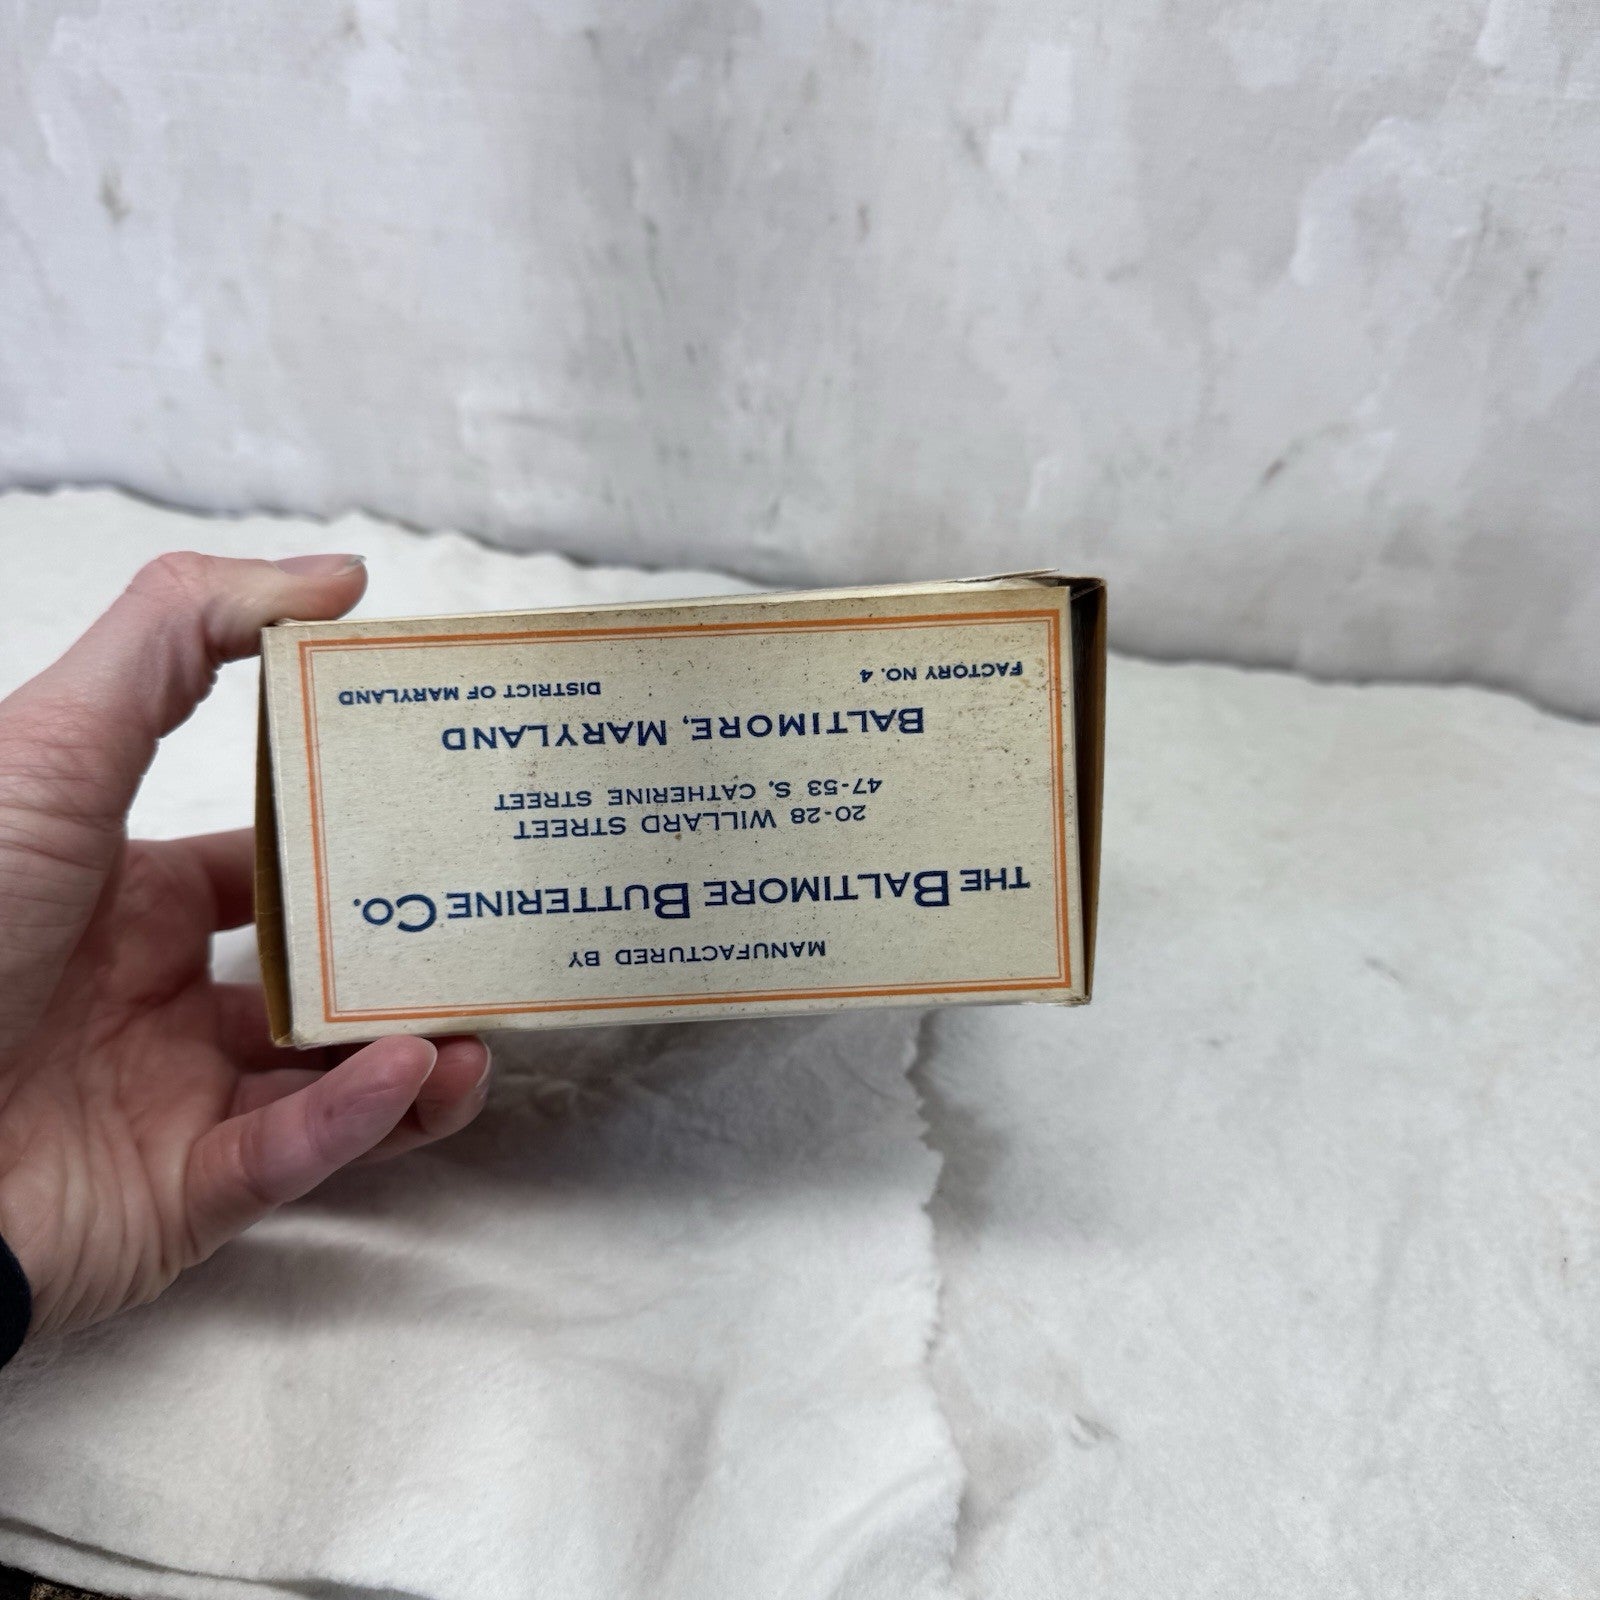 MANUFACTURED BY
THE BALTIMORE BUTTERINE CO.
20-28 WILLARD STREET
47-53 S. CATHERINE STREET
BALTIMORE, MARYLAND
FACTORY NO. 4 DISTRICT OF MARYLAND